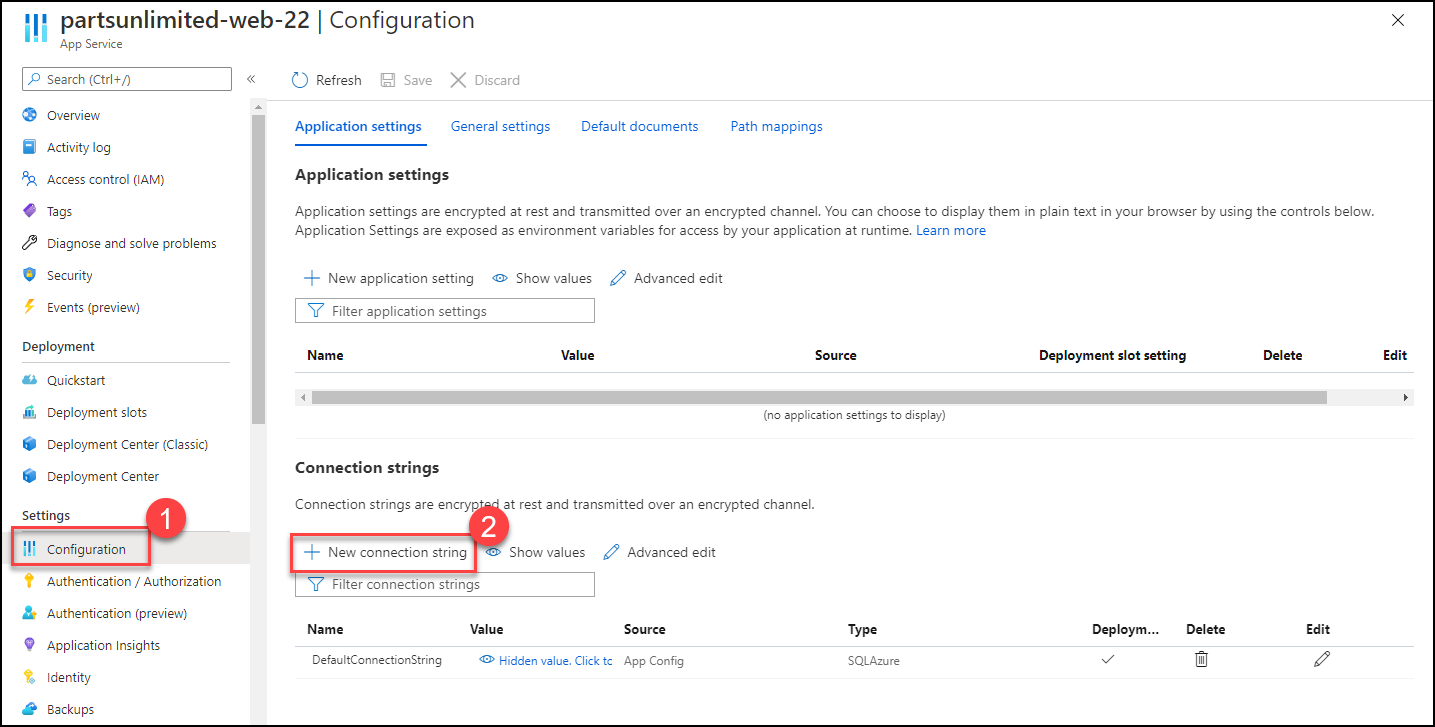 partsunlimited-web-22 | Configuration
App Service
Search (Ctrl+/)
«
Overview
Activity log
Access control (IAM)
Tags
Diagnose and solve problems
Security
Events (preview)
Deployment
Quickstart
Deployment slots
Deployment Center (Classic)
Deployment Center
Settings
1
Configuration
Authentication / Authorization
Authentication (preview)
Application Insights
Identity
Backups
Refresh Save Discard
Application settings General settings Default documents Path mappings
Application settings
Application settings are encrypted at rest and transmitted over an encrypted channel. You can choose to display them in plain text in your browser by using the controls below.
Application Settings are exposed as environment variables for access by your application at runtime. Learn more
New application setting Show values Advanced edit
Filter application settings
Name Value Source Deployment slot setting Delete Edit
(no application settings to display)
Connection strings
Connection strings are encrypted at rest and transmitted over an encrypted channel.
2
New connection string Show values Advanced edit
Filter connection strings
Name Value Source Type Deploym... Delete Edit
DefaultConnectionString Hidden value. Click tc App Config SQLAzure